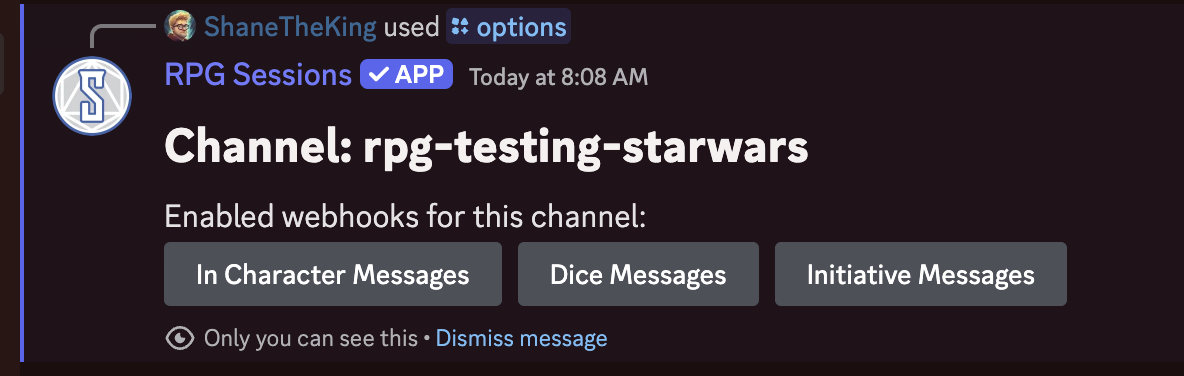 ShaneTheKing used options
RPG Sessions APP Today at 8:08 AM
Channel: rpg-testing-starwars
Enabled webhooks for this channel:
In Character Messages Dice Messages Initiative Messages
Only you can see this • Dismiss message